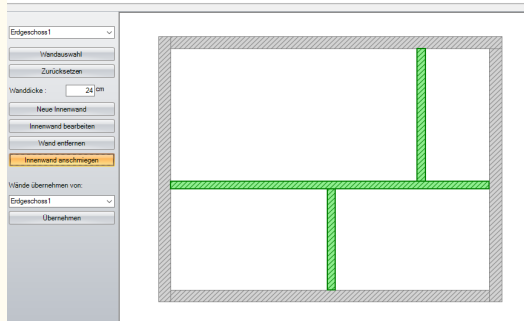 Erdgeschoss1
Wandauswahl
Zurücksetzen
Wanddicke : 24 cm
Neue Innenwand
Innenwand bearbeiten
Wand entfernen
Innenwand anschmiegen
Wände übernehmen von:
Erdgeschoss1
Übernehmen